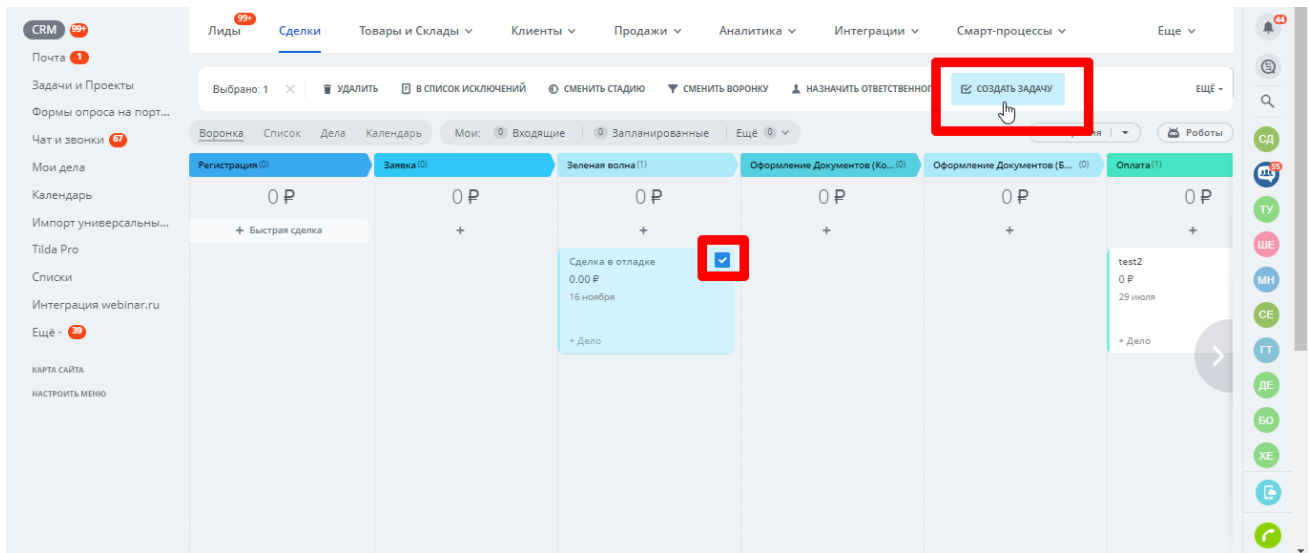 CRM 99+
Почта 1
Задачи и Проекты
Формы опроса на порт...
Чат и звонки 67
Мои дела
Календарь
Импорт универсальны...
Tilda Pro
Списки
Интеграция webinar.ru
Ещё - 39
КАРТА САЙТА
НАСТРОИТЬ МЕНЮ
99+
Лиды Сделки Товары и Склады Клиенты Продажи Аналитика Интеграции Смарт-процессы Еще
Выбрано: 1 УДАЛИТЬ В СПИСОК ИСКЛЮЧЕНИЙ СМЕНИТЬ СТАДИЮ СМЕНИТЬ ВОРОНКУ НАЗНАЧИТЬ ОТВЕТСТВЕННОГ СОЗДАТЬ ЗАДАЧУ ЕЩЁ -
Воронка Список Дела Календарь Мои: 0 Входящие 0 Запланированные Ещё 0 Роботы
Регистрация (0) Заявка (0) Зеленая волна (1) Оформление Документов (Ко... (0) Оформление Документов (Б... (0) Оплата (1)
0 ₽ 0 ₽ 0 ₽ 0 ₽ 0 ₽ 0 ₽
+ Быстрая сделка + + + + +
Сделка в отладке
0.00 ₽
16 ноября
+ Дело
test2
0 ₽
29 июля
+ Дело
44
СД
55
ТУ
ШЕ
МН
СЕ
ГТ
ДЕ
БО
ХЕ